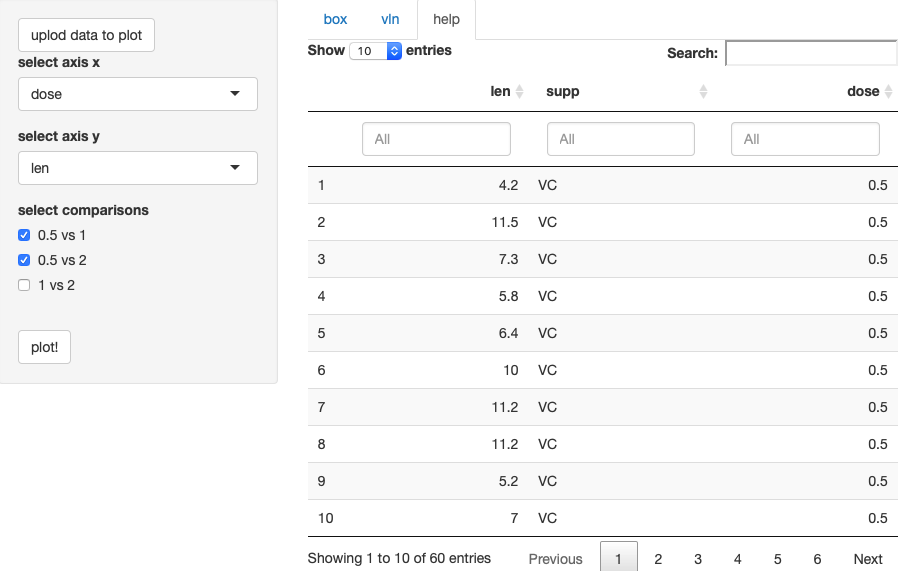 uplod data to plot
select axis x
dose
select axis y
len
select comparisons
0.5 vs 1
0.5 vs 2
1 vs 2
plot!
box vln help
Show 10 entries Search:
len supp dose
All All All
1 4.2 VC 0.5
2 11.5 VC 0.5
3 7.3 VC 0.5
4 5.8 VC 0.5
5 6.4 VC 0.5
6 10 VC 0.5
7 11.2 VC 0.5
8 11.2 VC 0.5
9 5.2 VC 0.5
10 7 VC 0.5
Showing 1 to 10 of 60 entries Previous 1 2 3 4 5 6 Next